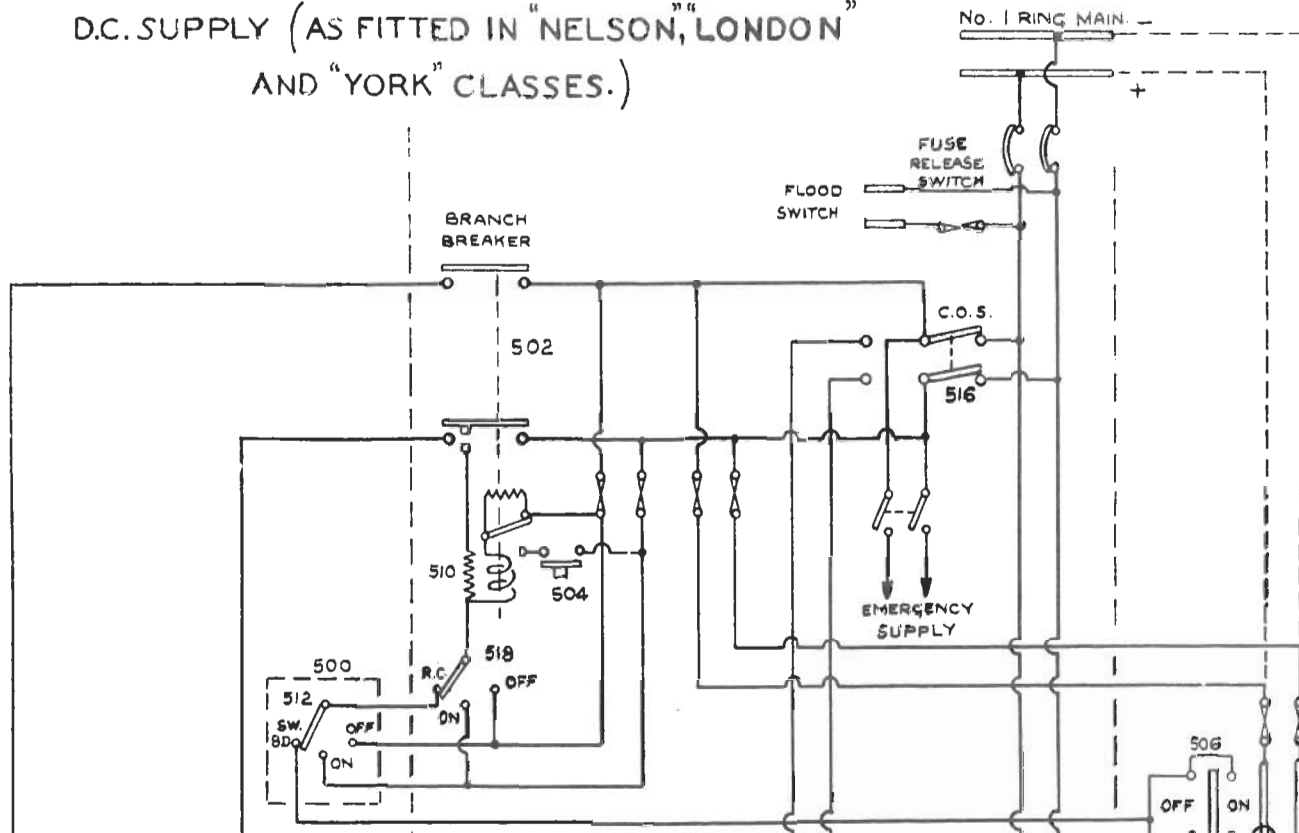 D.C. SUPPLY (AS FITTED IN "NELSON", "LONDON"
AND "YORK" CLASSES.)
No. 1 RING MAIN. –
+
FUSE
RELEASE
SWITCH
FLOOD
SWITCH
BRANCH
BREAKER
502
C.O.S.
516
510
504
EMERGENCY
SUPPLY
518
R.C.
OFF
ON
500
512
SW.
BD
OFF
ON
506
OFF
ON